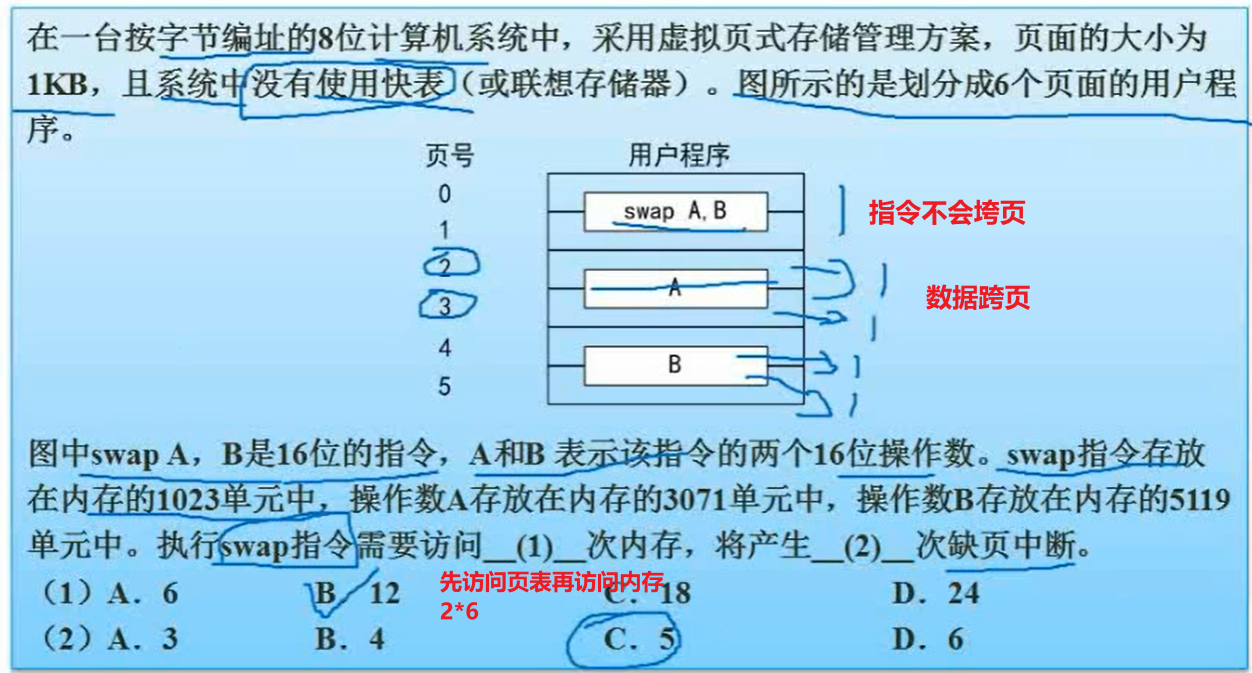 在一台按字节编址的8位计算机系统中，采用虚拟页式存储管理方案，页面的大小为
1KB，且系统中没有使用快表（或联想存储器）。图所示的是划分成6个页面的用户程
序。
页号 用户程序
0
swap A,B
指令不会垮页
1
2
A
数据跨页
3
4
B
5
图中swap A，B是16位的指令，A和B 表示该指令的两个16位操作数。swap指令存放
在内存的1023单元中，操作数A存放在内存的3071单元中，操作数B存放在内存的5119
单元中。执行swap指令需要访问__(1)__次内存，将产生__(2)__次缺页中断。
先访问页表再访问内存
（1）A．6 B．12 C．18 D．24
2*6
（2）A．3 B．4 C．5 D．6